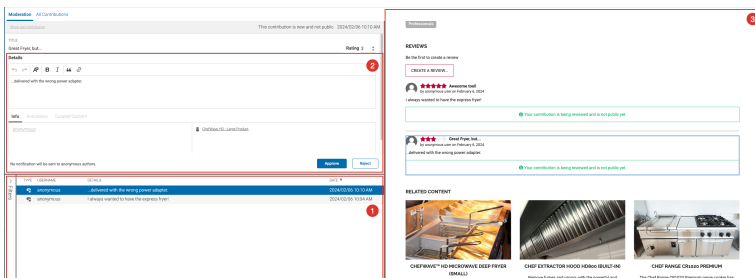 Moderation All Contributions
This contribution is new and not public 2024/02/06 10:10 AM
TITLE
Great Fryer, but...
Rating 3
Details
2
...delivered with the wrong power adapter.
Info
anonymous
ChefWave HD - Large Product
No notification will be sent to anonymous authors.
Approve
Reject
Filters
TYPE USERNAME DETAILS DATE
anonymous ...delivered with the wrong power adapter. 2024/02/06 10:10 AM
anonymous I always wanted to have the express fryer! 2024/02/06 10:04 AM
1
3
Professionals
REVIEWS
Be the first to create a review
CREATE A REVIEW...
Awesome tool!
by anonymous user on February 6, 2024
I always wanted to have the express fryer!
Your contribution is being reviewed and is not public yet.
Great Fryer, but...
by anonymous user on February 6, 2024
...delivered with the wrong power adapter.
Your contribution is being reviewed and is not public yet.
RELATED CONTENT
CHEFWAVE™ HD MICROWAVE DEEP FRYER
(SMALL)
CHEF EXTRACTOR HOOD HD800 (BUILT-IN)
CHEF RANGE CR1020 PREMIUM